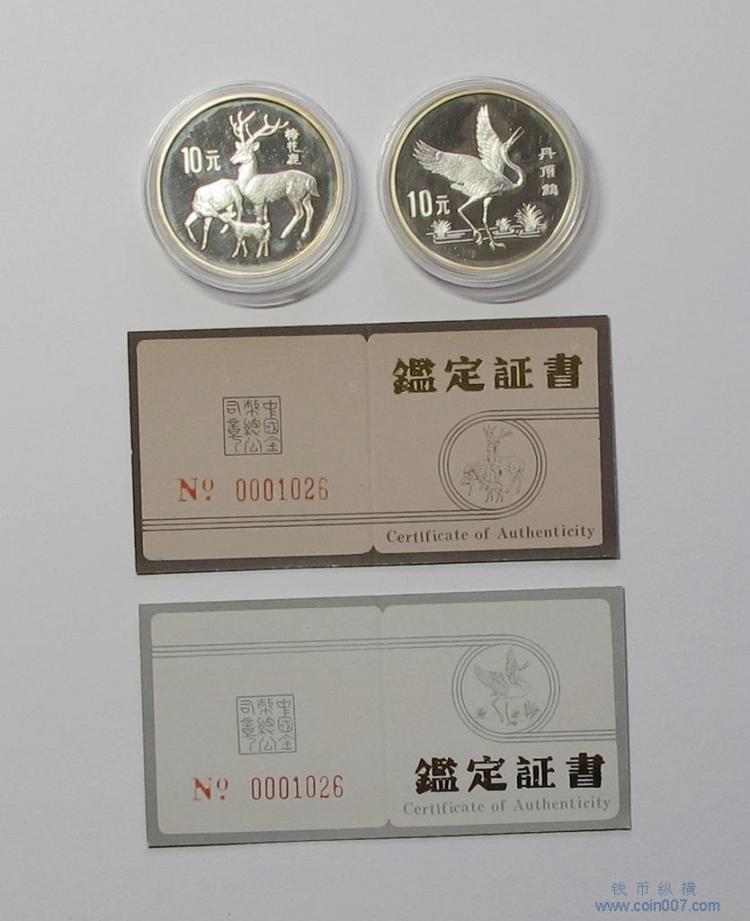 10元
梅花鹿
10元
丹顶鹤
鑑定証書
中國金
幣總公
司章
Nº 0001026
Certificate of Authenticity
中國金
幣總公
司章
Nº 0001026
鑑定証書
Certificate of Authenticity
钱币纵横
www.coin007.com